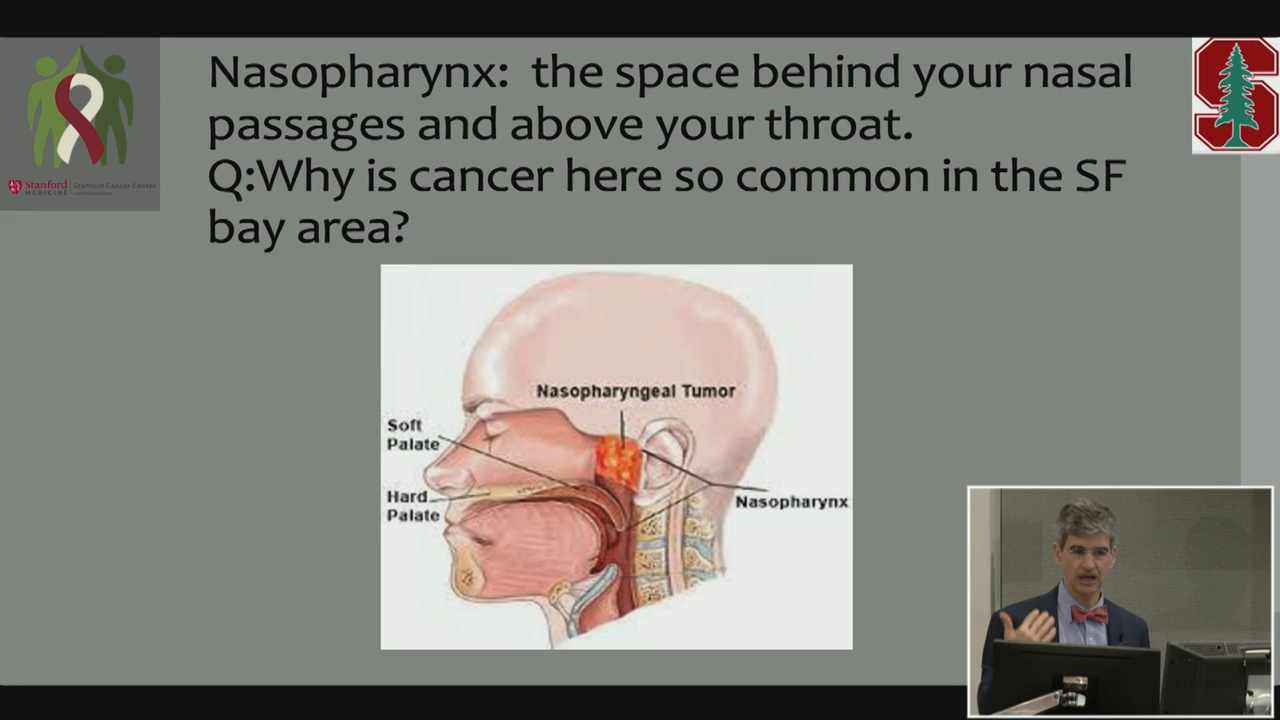 Nasopharynx: the space behind your nasal
passages and above your throat.
Q:Why is cancer here so common in the SF
bay area?
Stanford
MEDICINE
Stanford Cancer Center
Nasopharyngeal Tumor
Soft
Palate
Hard
Palate
Nasopharynx
S